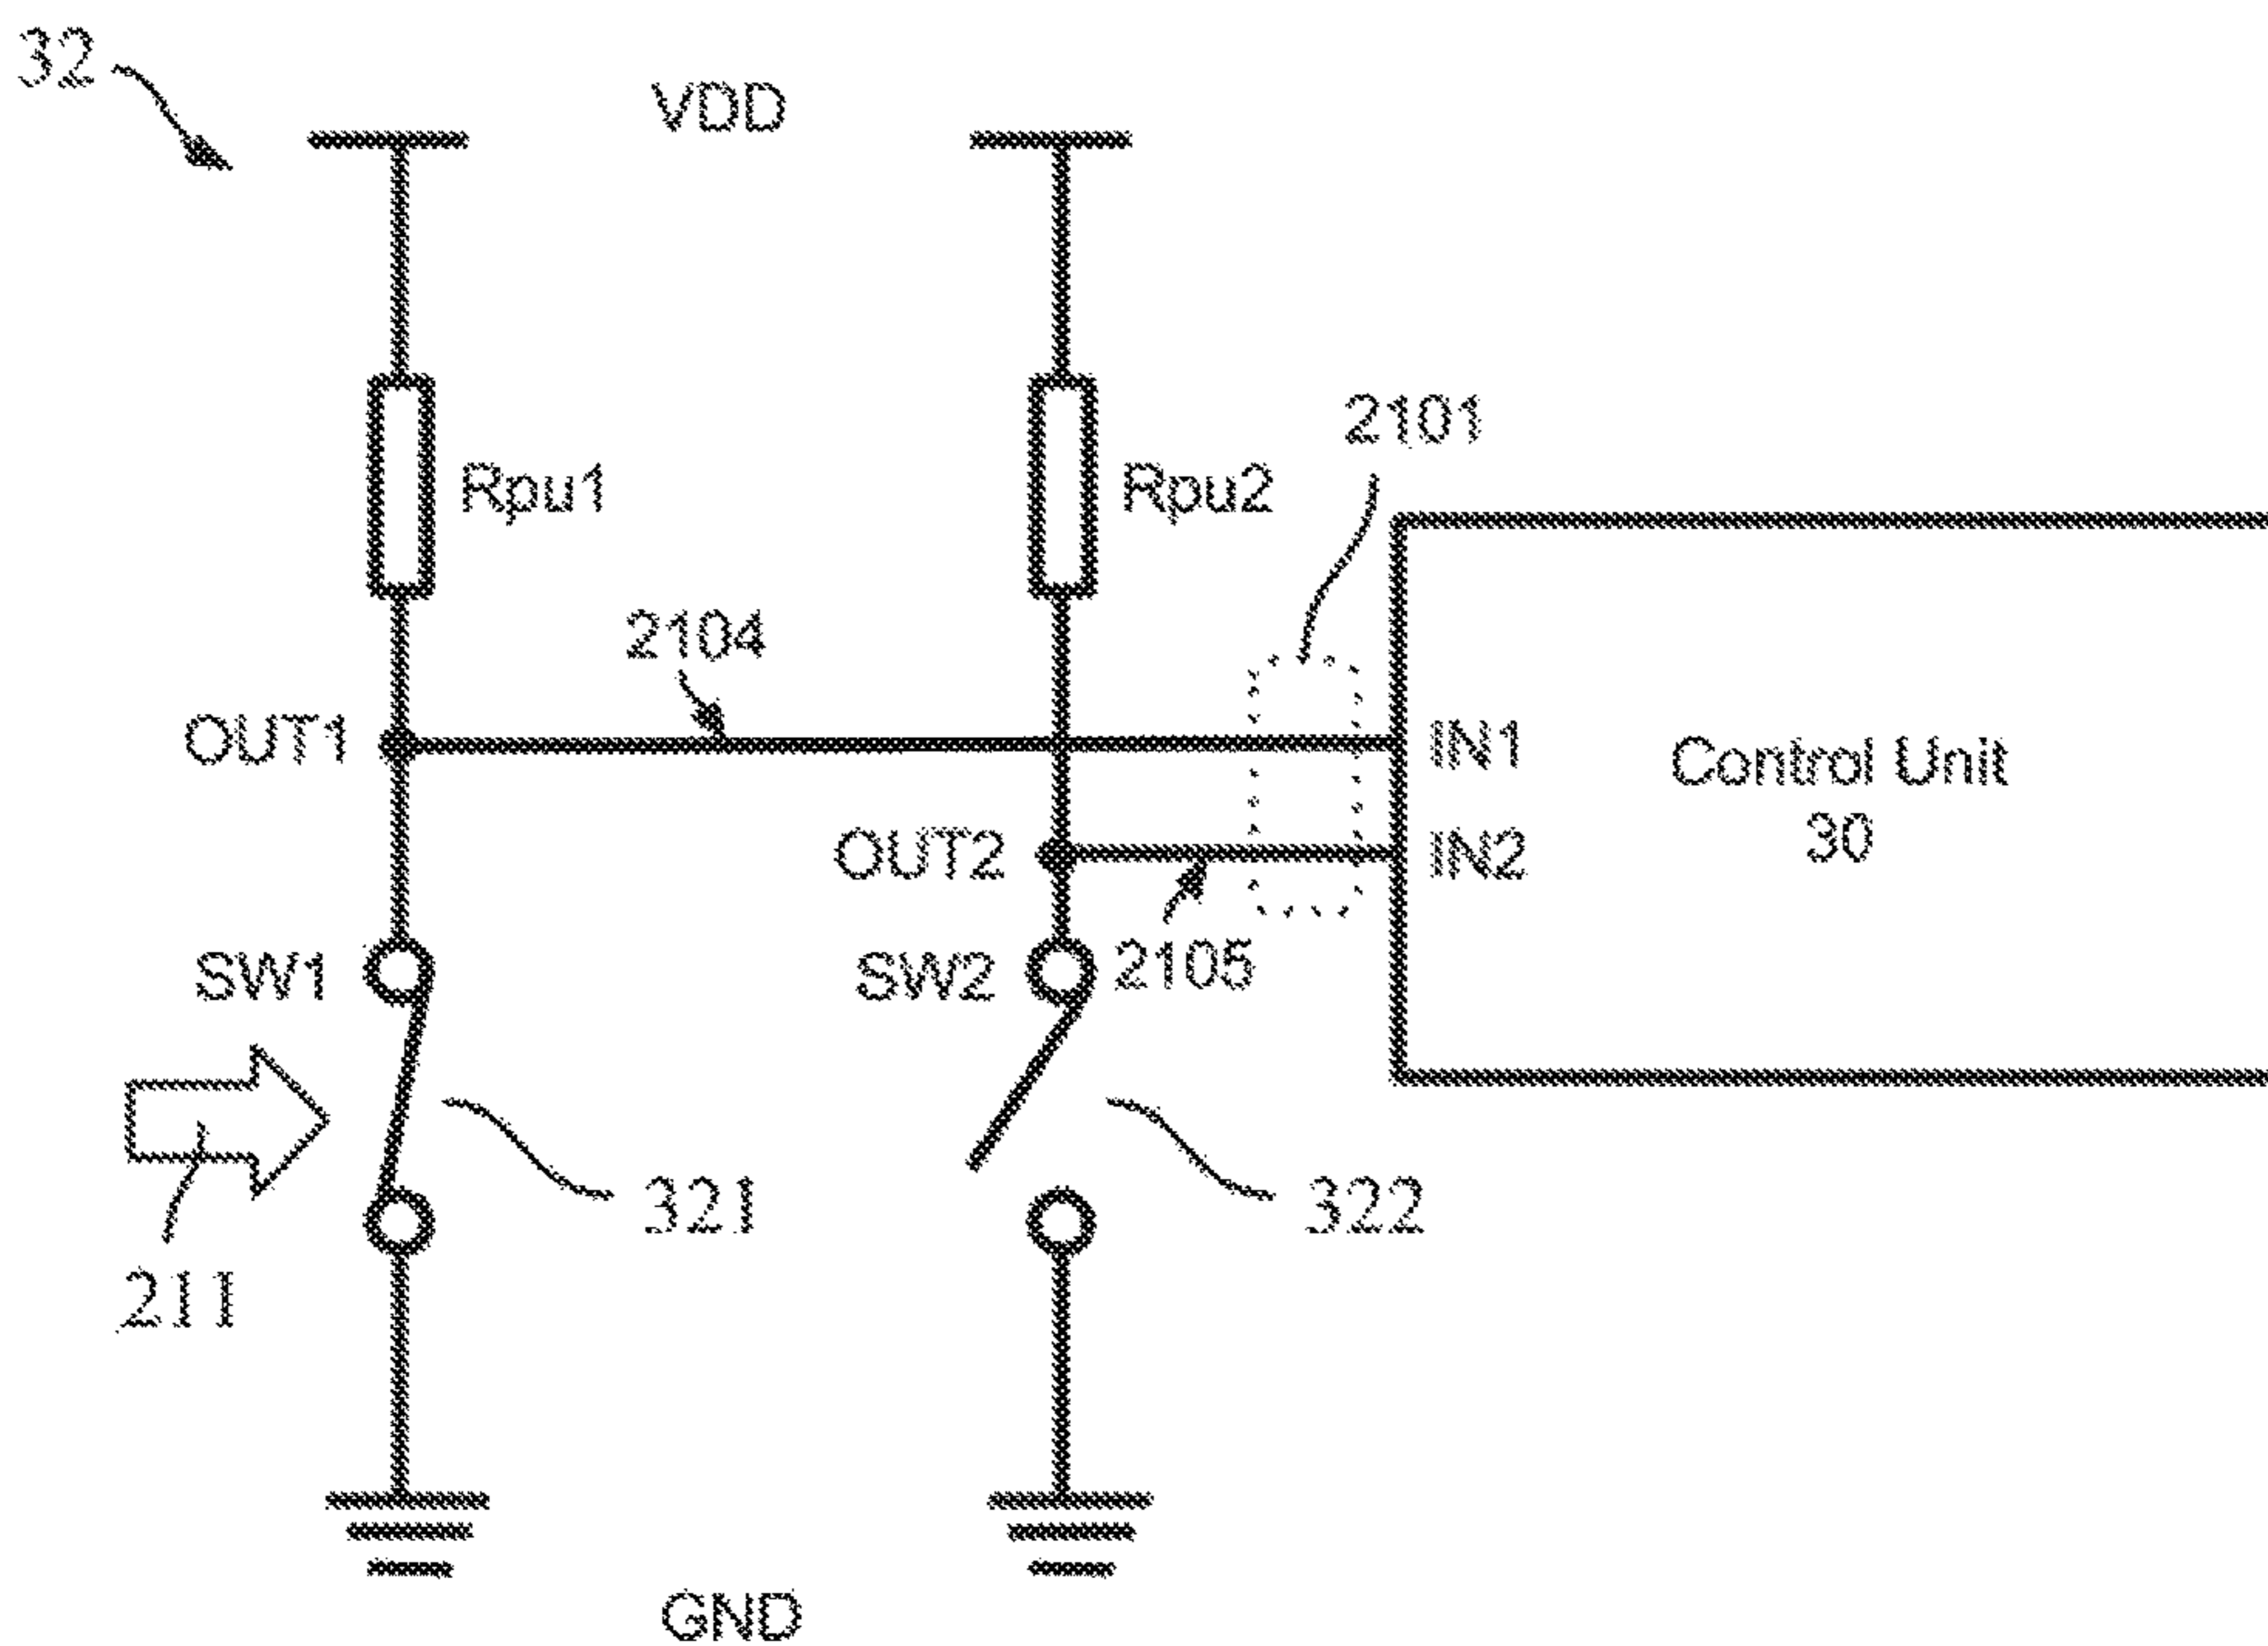 32
VDD
2101
Rpu1
Rpu2
2104
OUT1
IN1
Control Unit
30
OUT2
IN2
SW1
SW2
2105
321
322
211
GND